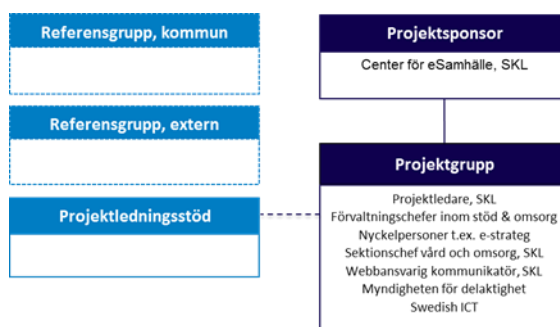 Referensgrupp, kommun
Referensgrupp, extern
Projektledningsstöd
Projektsponsor
Center för eSamhälle, SKL
Projektgrupp
Projektledare, SKL
Förvaltningschefer inom stöd & omsorg
Nyckelpersoner t.ex. e-strateg
Sektionschef vård och omsorg, SKL
Webbansvarig kommunikatör, SKL
Myndigheten för delaktighet
Swedish ICT